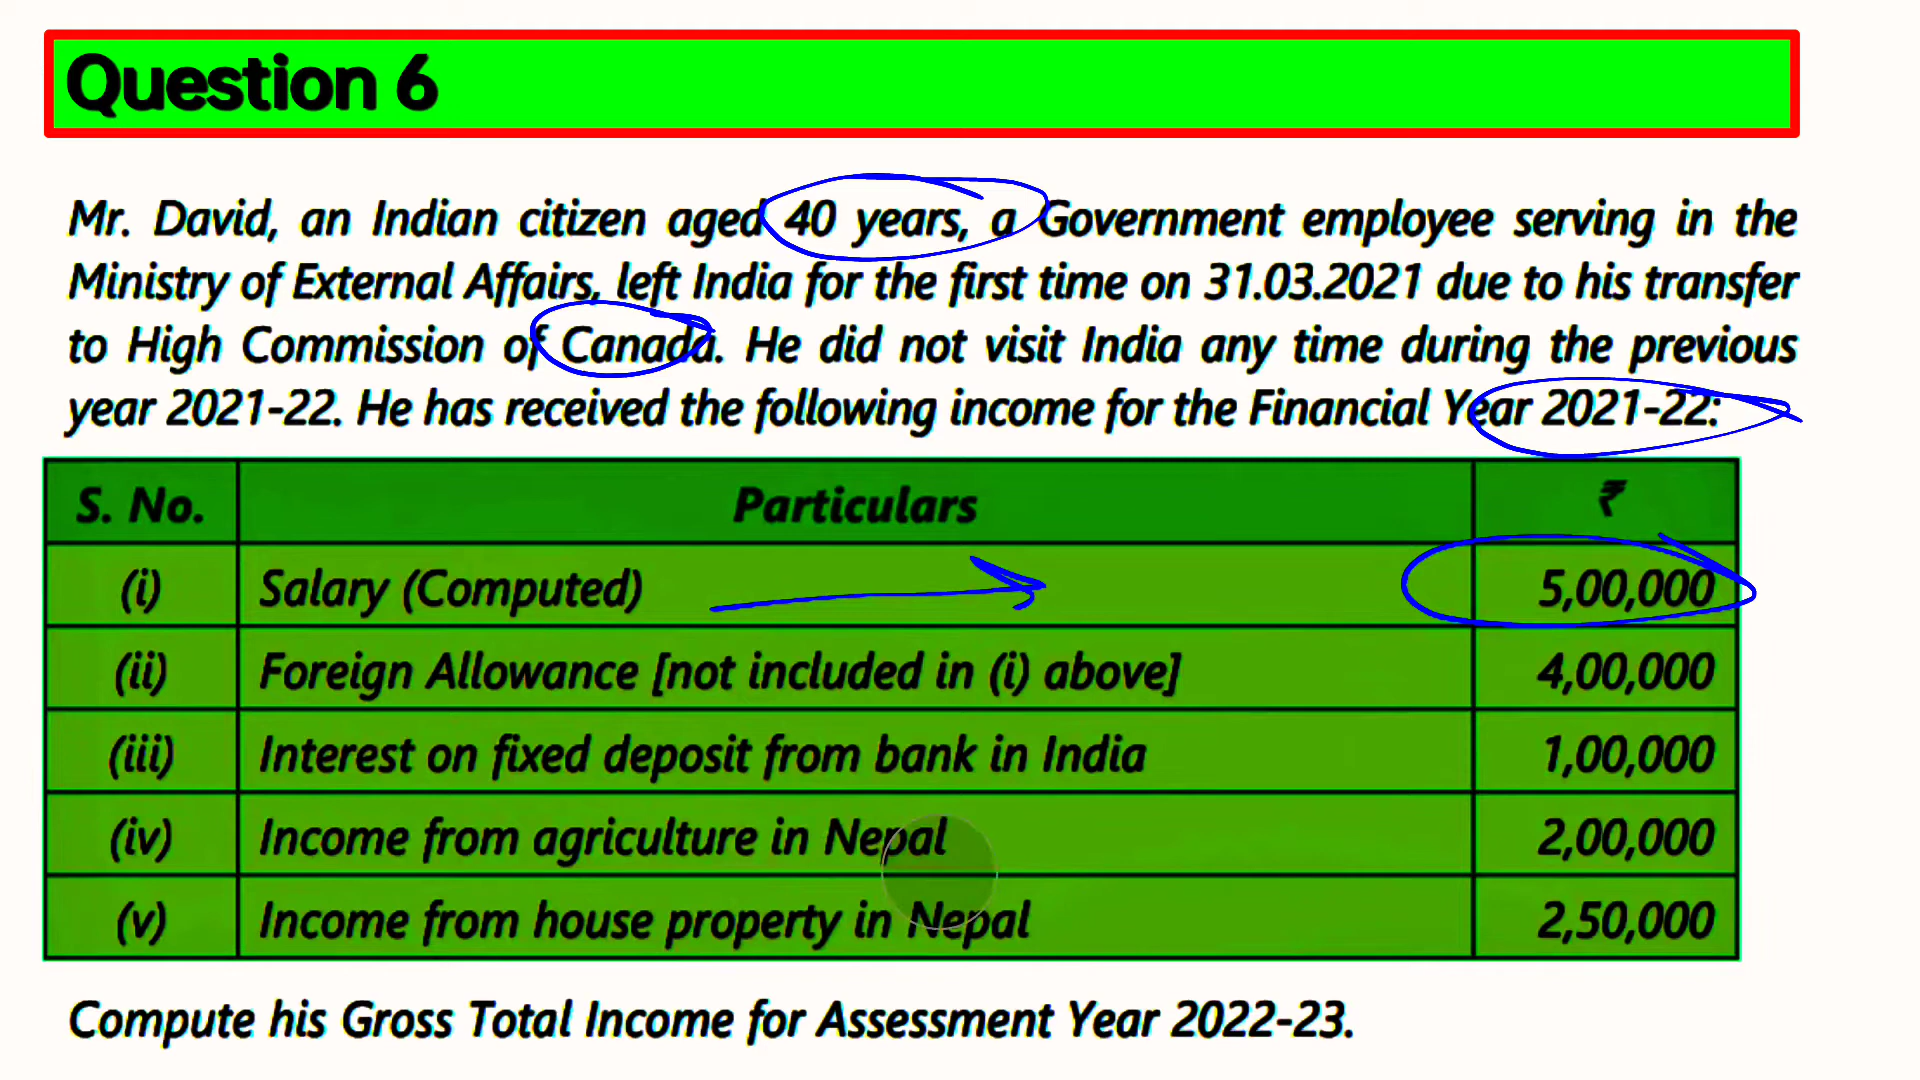 Question 6
Mr. David, an Indian citizen aged 40 years, a Government employee serving in the
Ministry of External Affairs, left India for the first time on 31.03.2021 due to his transfer
to High Commission of Canada. He did not visit India any time during the previous
year 2021-22. He has received the following income for the Financial Year 2021-22:
S. No. Particulars ₹
(i) Salary (Computed) 5,00,000
(ii) Foreign Allowance [not included in (i) above] 4,00,000
(iii) Interest on fixed deposit from bank in India 1,00,000
(iv) Income from agriculture in Nepal 2,00,000
(v) Income from house property in Nepal 2,50,000
Compute his Gross Total Income for Assessment Year 2022-23.